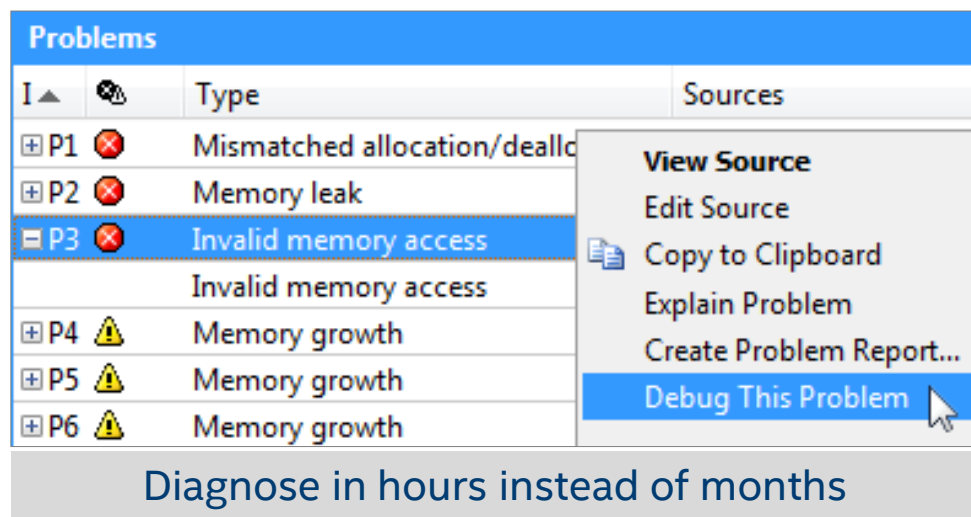 Problems
I Type Sources
P1 Mismatched allocation/deallo
View Source
P2 Memory leak
Edit Source
P3 Invalid memory access
Copy to Clipboard
Invalid memory access
Explain Problem
P4 Memory growth
Create Problem Report...
P5 Memory growth
Debug This Problem
P6 Memory growth
Diagnose in hours instead of months